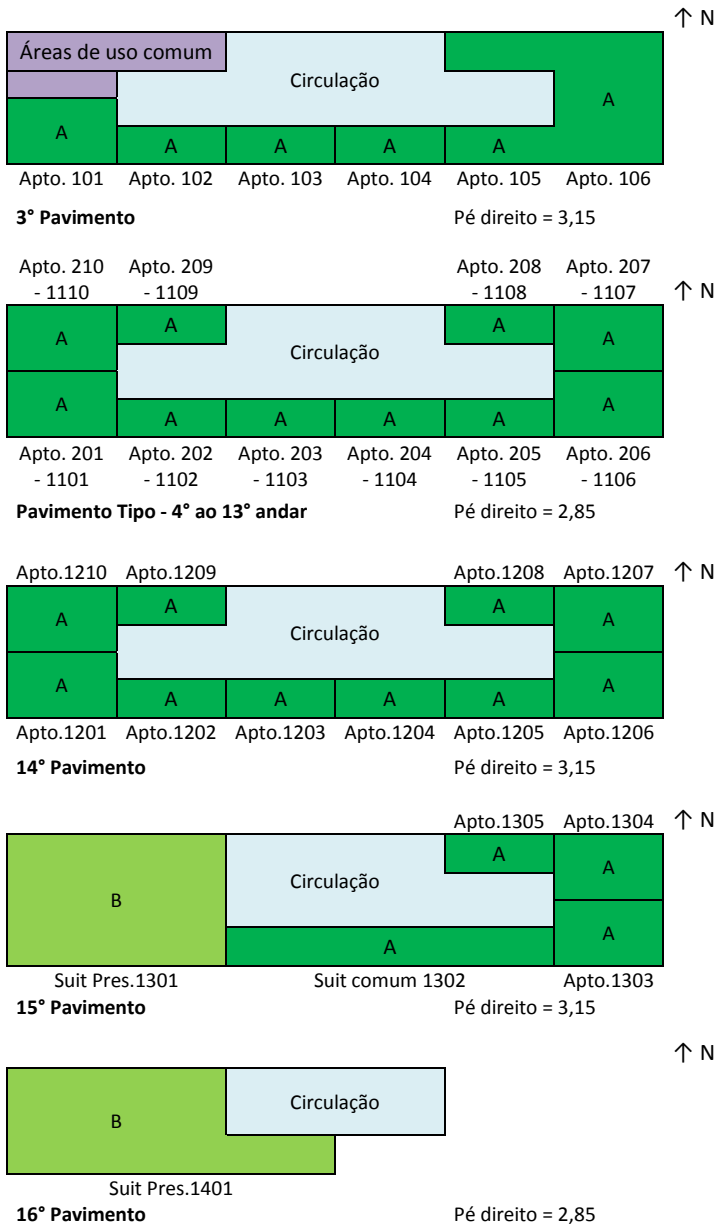 ↑ N
Áreas de uso comum
Circulação
A
A
A
A
A
A
Apto. 101 Apto. 102 Apto. 103 Apto. 104 Apto. 105 Apto. 106
3° Pavimento Pé direito = 3,15
Apto. 210 Apto. 209 Apto. 208 Apto. 207
- 1110 - 1109 - 1108 - 1107 ↑ N
A A
A A
Circulação
A A
A A A A
Apto. 201 Apto. 202 Apto. 203 Apto. 204 Apto. 205 Apto. 206
- 1101 - 1102 - 1103 - 1104 - 1105 - 1106
Pavimento Tipo - 4° ao 13° andar Pé direito = 2,85
Apto.1210 Apto.1209 Apto.1208 Apto.1207 ↑ N
A A
A A
Circulação
A A
A A A A
Apto.1201 Apto.1202 Apto.1203 Apto.1204 Apto.1205 Apto.1206
14° Pavimento Pé direito = 3,15
Apto.1305 Apto.1304 ↑ N
A
A
Circulação
B
A
A
Suit Pres.1301 Suit comum 1302 Apto.1303
15° Pavimento Pé direito = 3,15
↑ N
Circulação
B
Suit Pres.1401
16° Pavimento Pé direito = 2,85